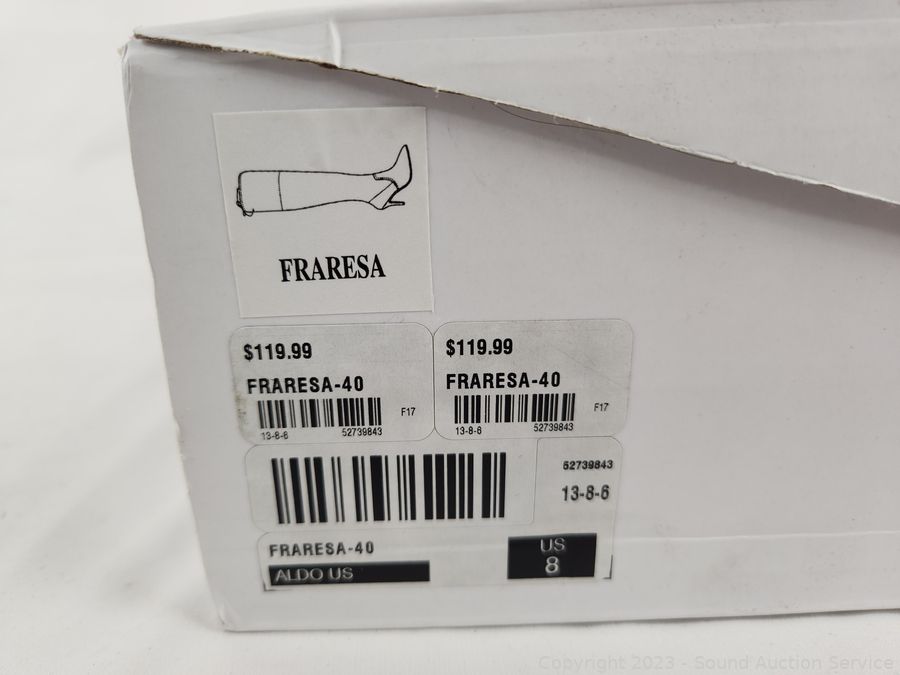 FRARESA
$119.99
FRARESA-40
F17
13-8-6
52739843
$119.99
FRARESA-40
F17
13-8-6
52739843
52739843
13-8-6
FRARESA-40
ALDO US
US
8
Copyright 2023 - Sound Auction Service